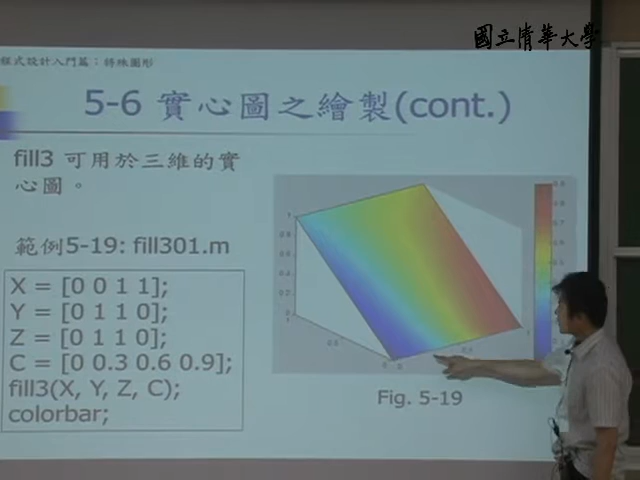 國立清華大學
程式設計入門篇：特殊圖形
5-6 實心圖之繪製(cont.)
fill3 可用於三維的實
心圖。
範例5-19: fill301.m
X = [0 0 1 1];
Y = [0 1 1 0];
Z = [0 1 1 0];
C = [0 0.3 0.6 0.9];
fill3(X, Y, Z, C);
colorbar;
Fig. 5-19